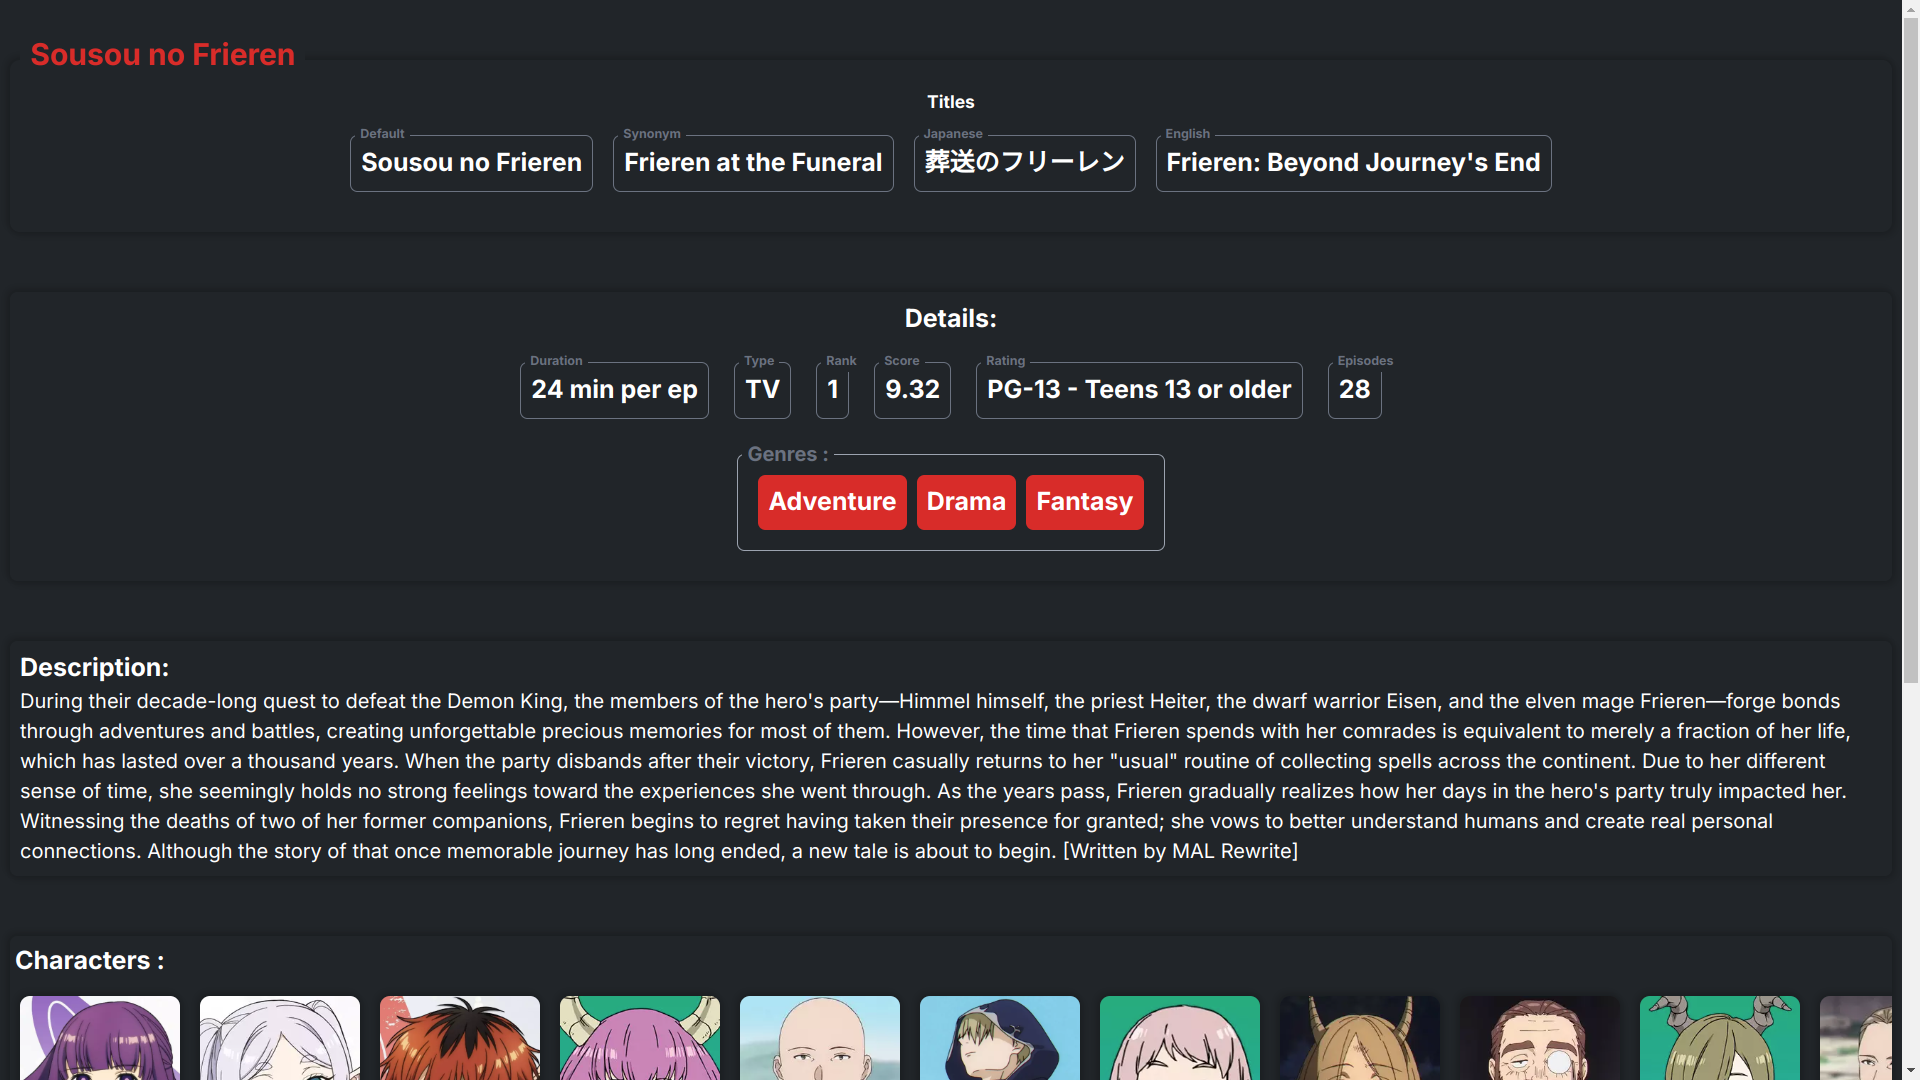 Sousou no Frieren
Titles
Default
Sousou no Frieren
Synonym
Frieren at the Funeral
Japanese
葬送のフリーレン
English
Frieren: Beyond Journey's End
Details:
Duration
24 min per ep
Type
TV
Rank
1
Score
9.32
Rating
PG-13 - Teens 13 or older
Episodes
28
Genres :
Adventure
Drama
Fantasy
Description:
During their decade-long quest to defeat the Demon King, the members of the hero's party—Himmel himself, the priest Heiter, the dwarf warrior Eisen, and the elven mage Frieren—forge bonds
through adventures and battles, creating unforgettable precious memories for most of them. However, the time that Frieren spends with her comrades is equivalent to merely a fraction of her life,
which has lasted over a thousand years. When the party disbands after their victory, Frieren casually returns to her "usual" routine of collecting spells across the continent. Due to her different
sense of time, she seemingly holds no strong feelings toward the experiences she went through. As the years pass, Frieren gradually realizes how her days in the hero's party truly impacted her.
Witnessing the deaths of two of her former companions, Frieren begins to regret having taken their presence for granted; she vows to better understand humans and create real personal
connections. Although the story of that once memorable journey has long ended, a new tale is about to begin. [Written by MAL Rewrite]
Characters :